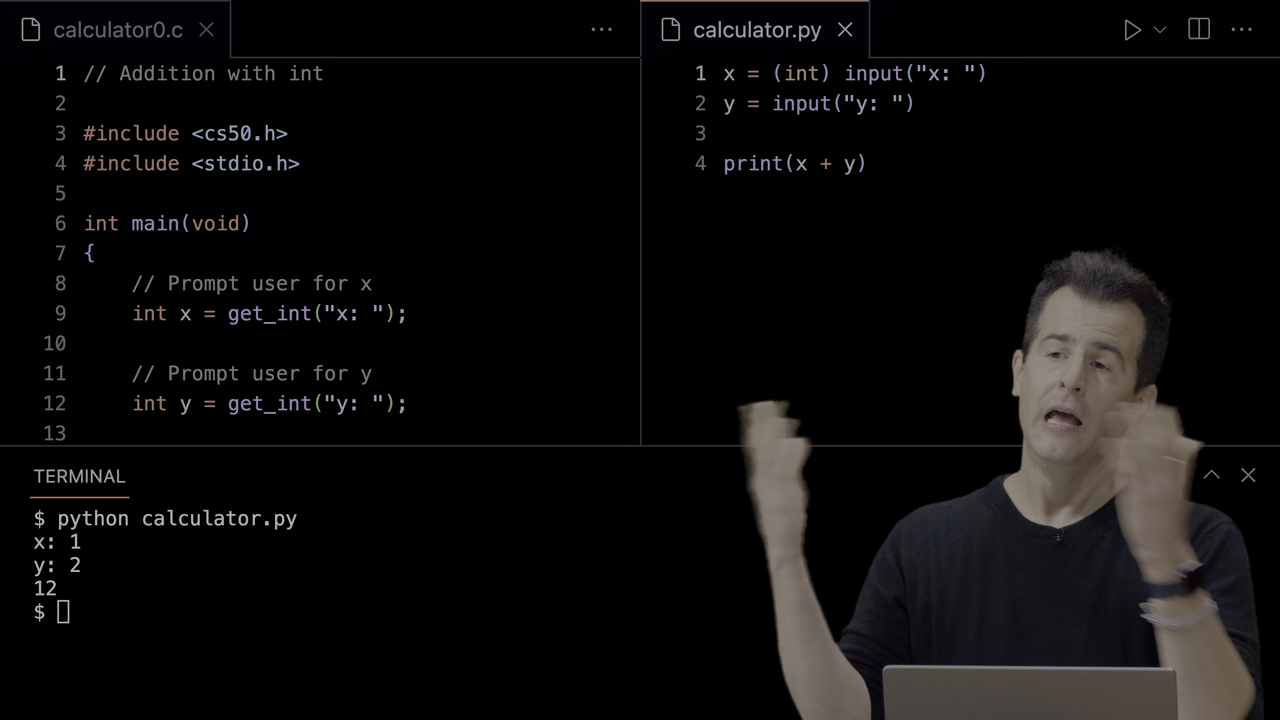 calculator0.c
1 // Addition with int
2
3 #include <cs50.h>
4 #include <stdio.h>
5
6 int main(void)
7 {
8     // Prompt user for x
9     int x = get_int("x: ");
10
11     // Prompt user for y
12     int y = get_int("y: ");
13
calculator.py
1 x = (int) input("x: ")
2 y = input("y: ")
3
4 print(x + y)
TERMINAL
$ python calculator.py
x: 1
y: 2
12
$